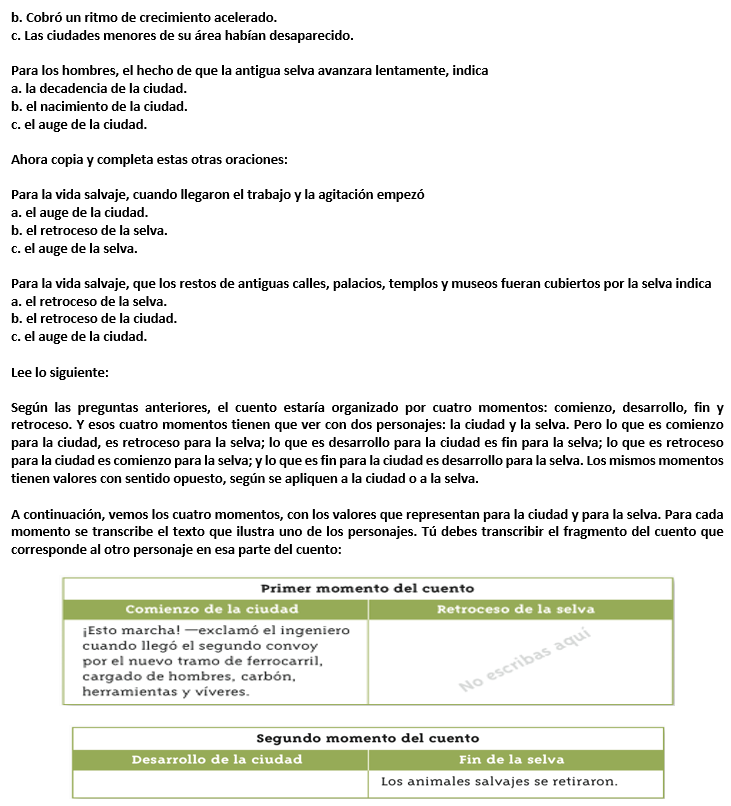 b. Cobró un ritmo de crecimiento acelerado.
c. Las ciudades menores de su área habían desaparecido.
Para los hombres, el hecho de que la antigua selva avanzara lentamente, indica
a. la decadencia de la ciudad.
b. el nacimiento de la ciudad.
c. el auge de la ciudad.
Ahora copia y completa estas otras oraciones:
Para la vida salvaje, cuando llegaron el trabajo y la agitación empezó
a. el auge de la ciudad.
b. el retroceso de la selva.
c. el auge de la selva.
Para la vida salvaje, que los restos de antiguas calles, palacios, templos y museos fueran cubiertos por la selva indica
a. el retroceso de la selva.
b. el retroceso de la ciudad.
c. el auge de la ciudad.
Lee lo siguiente:
Según las preguntas anteriores, el cuento estaría organizado por cuatro momentos: comienzo, desarrollo, fin y
retroceso. Y esos cuatro momentos tienen que ver con dos personajes: la ciudad y la selva. Pero lo que es comienzo
para la ciudad, es retroceso para la selva; lo que es desarrollo para la ciudad es fin para la selva; lo que es retroceso
para la ciudad es comienzo para la selva; y lo que es fin para la ciudad es desarrollo para la selva. Los mismos momentos
tienen valores con sentido opuesto, según se apliquen a la ciudad o a la selva.
A continuación, vemos los cuatro momentos, con los valores que representan para la ciudad y para la selva. Para cada
momento se transcribe el texto que ilustra uno de los personajes. Tú debes transcribir el fragmento del cuento que
corresponde al otro personaje en esa parte del cuento:
Primer momento del cuento
Comienzo de la ciudad
Retroceso de la selva
¡Esto marcha! —exclamó el ingeniero
cuando llegó el segundo convoy
por el nuevo tramo de ferrocarril,
cargado de hombres, carbón,
herramientas y víveres.
No escribas aquí
Segundo momento del cuento
Desarrollo de la ciudad
Fin de la selva
Los animales salvajes se retiraron.